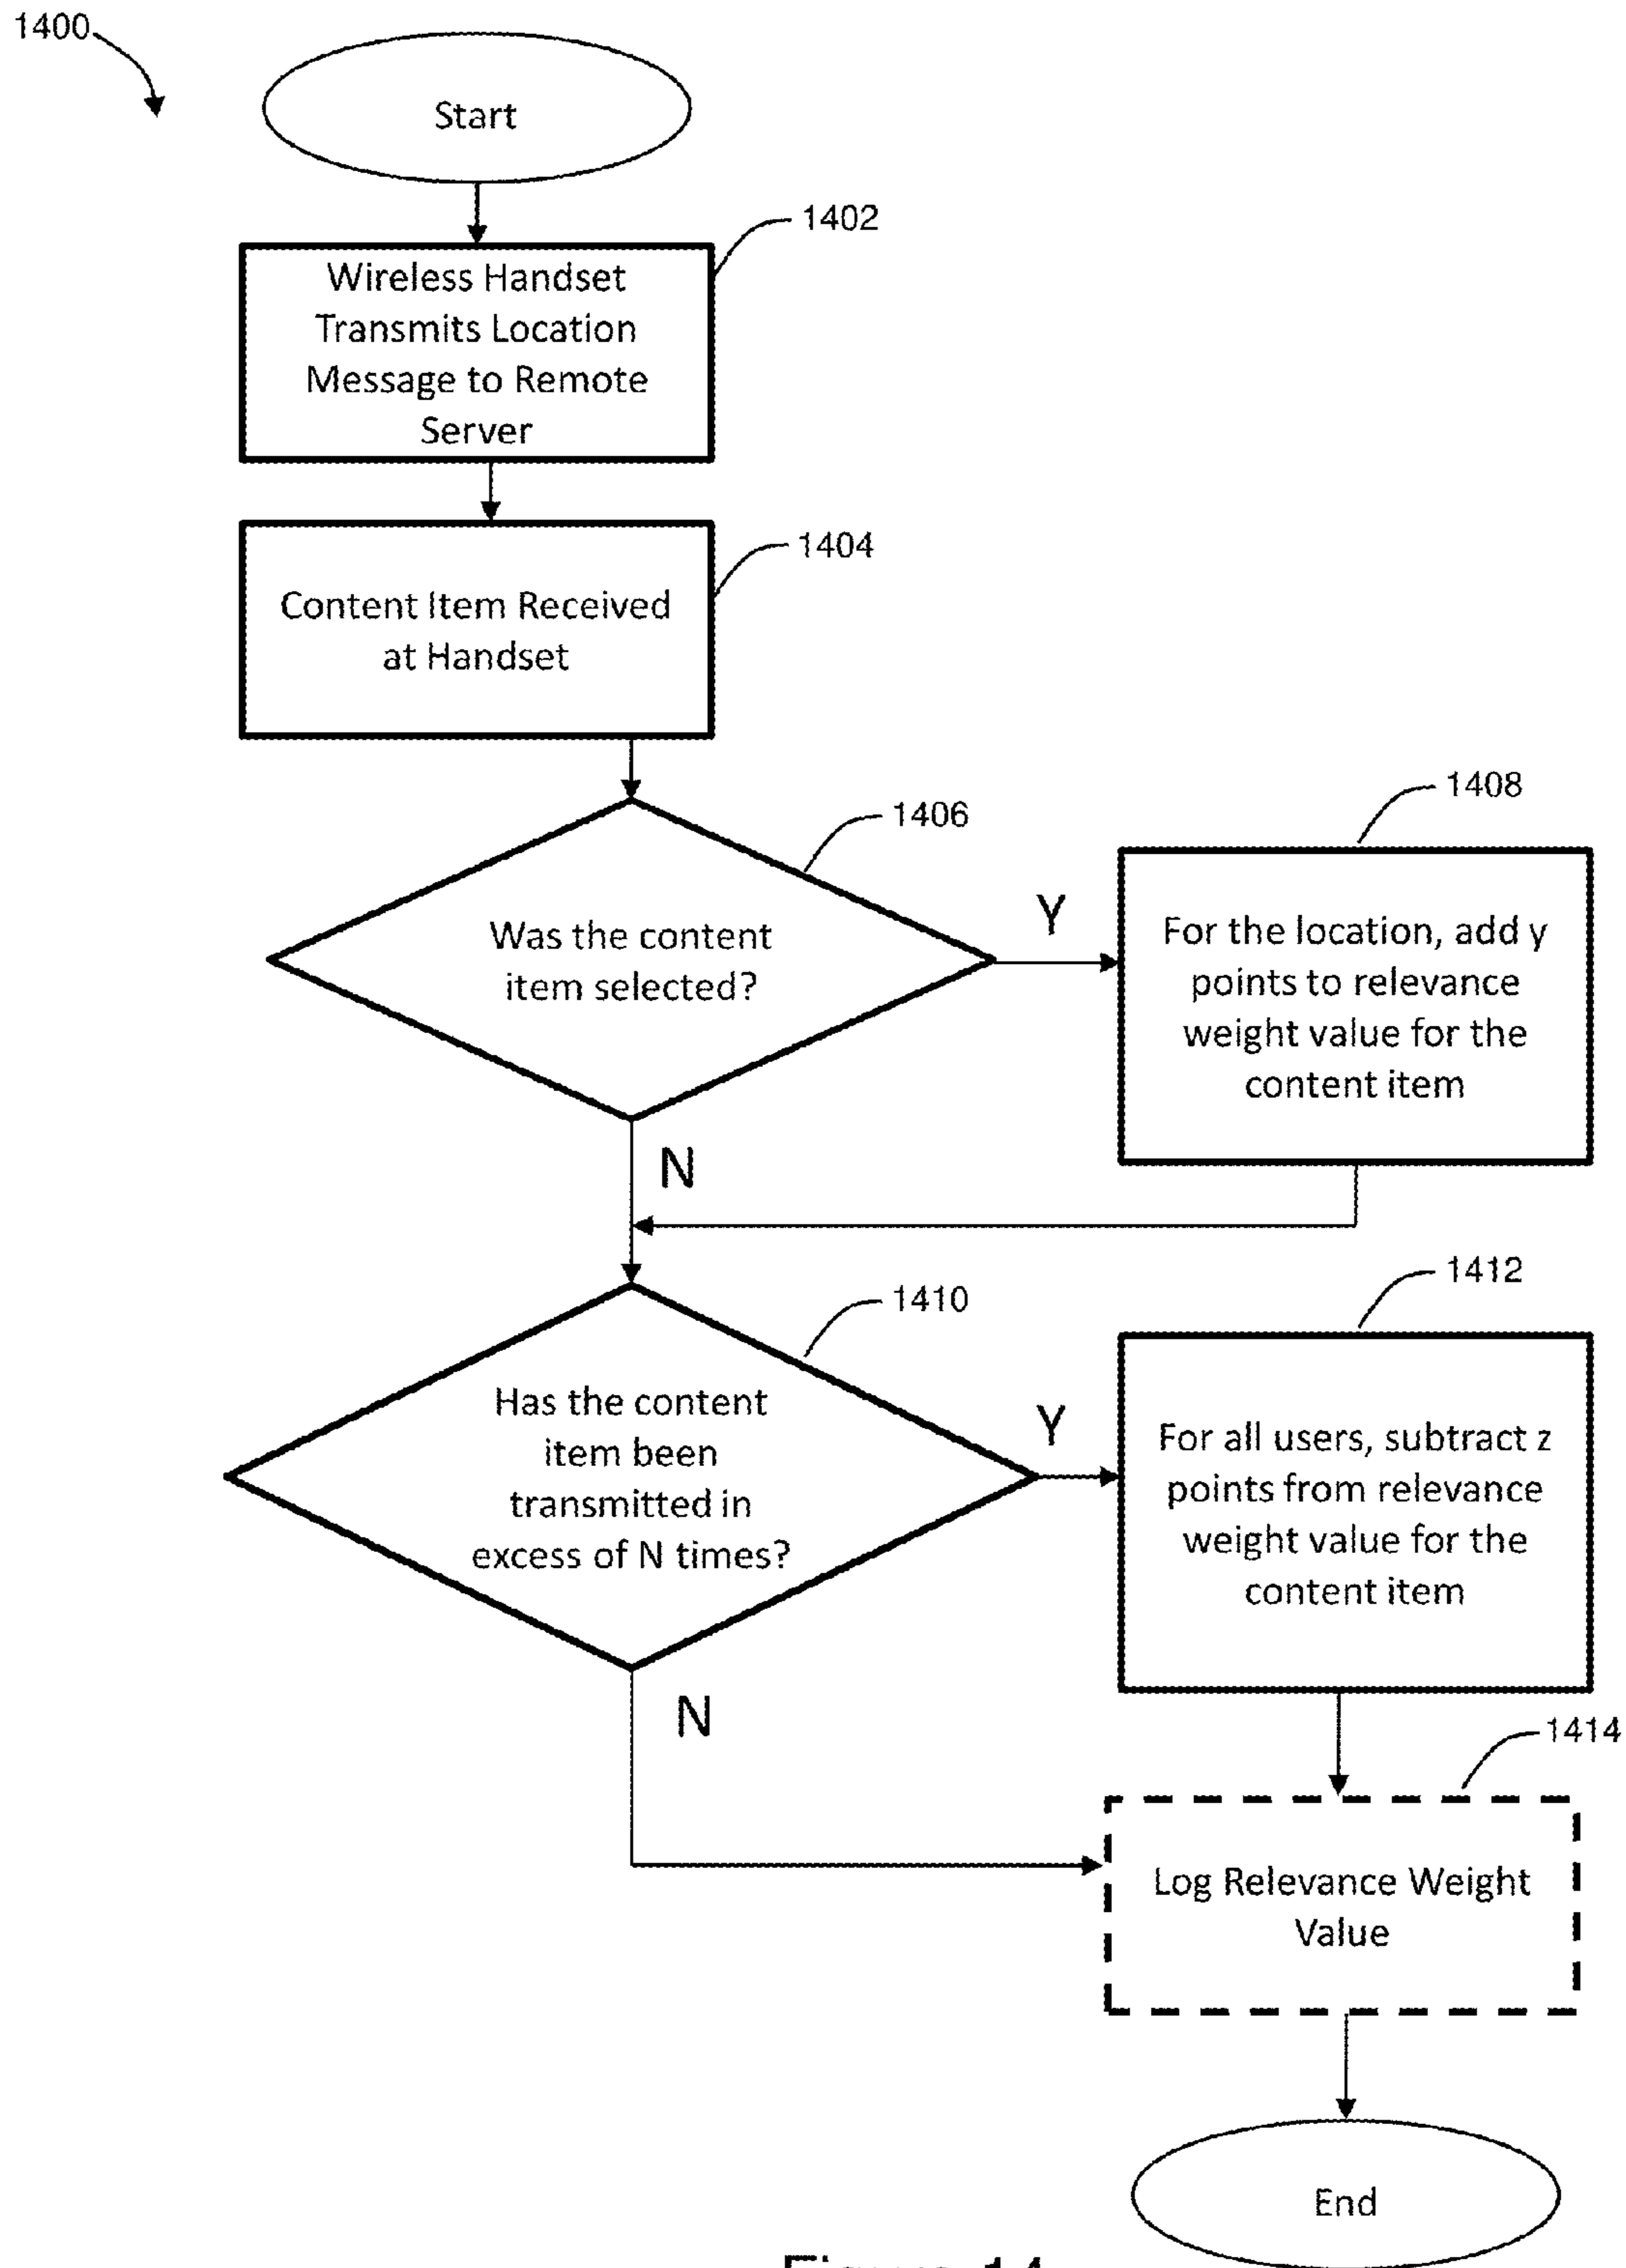 1400
Start
1402
Wireless Handset
Transmits Location
Message to Remote
Server
1404
Content Item Received
at Handset
1406
Was the content
item selected?
Y
1408
For the location, add y
points to relevance
weight value for the
content item
N
1410
Has the content
item been
transmitted in
excess of N times?
Y
1412
For all users, subtract z
points from relevance
weight value for the
content item
N
1414
Log Relevance Weight
Value
End